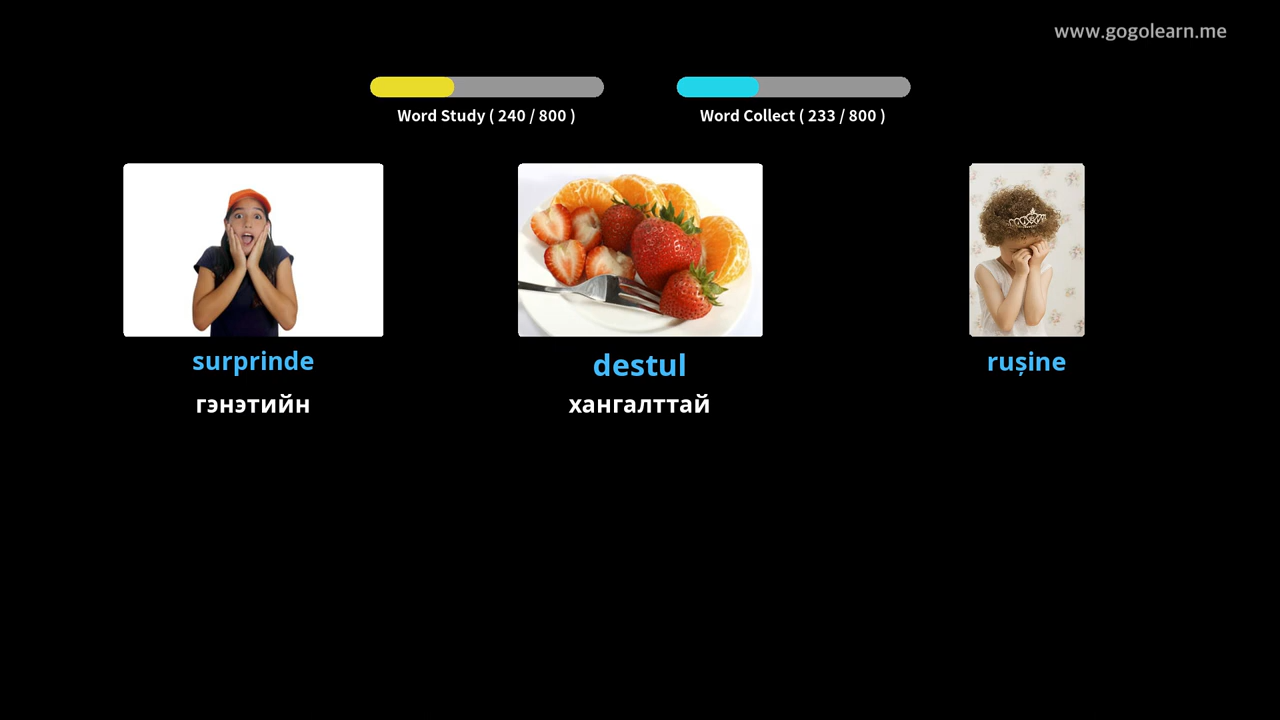 www.gogolearn.me
Word Study ( 240 / 800 )
Word Collect ( 233 / 800 )
surprinde
destul
rușine
гэнэтийн
хангалттай